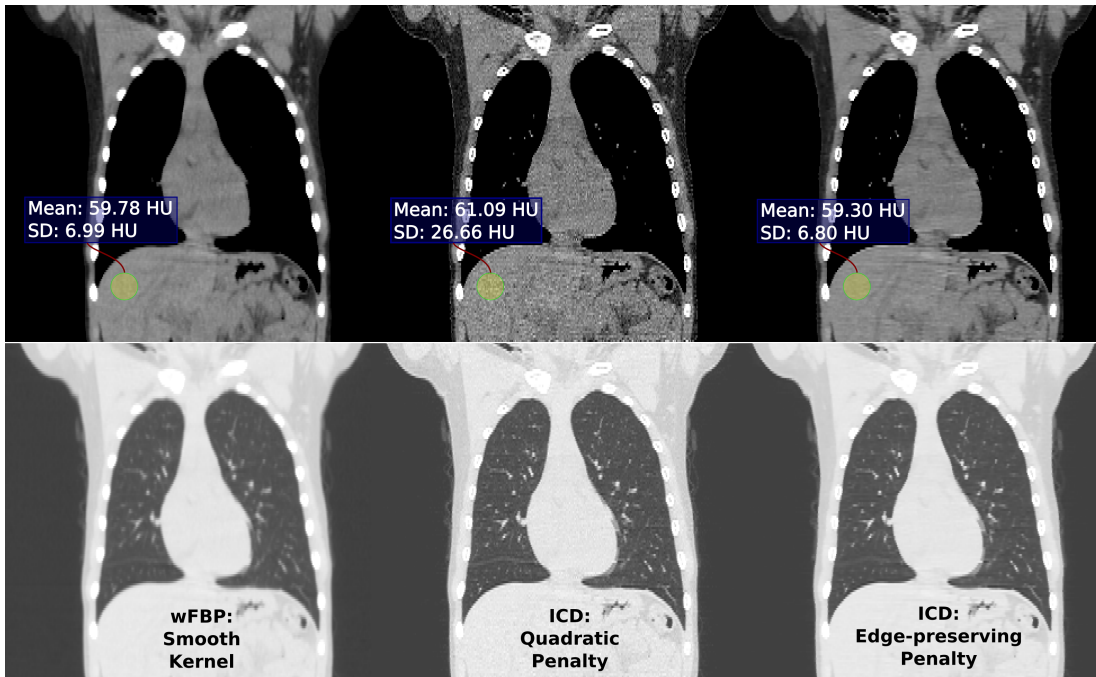 Mean: 59.78 HU
SD: 6.99 HU
Mean: 61.09 HU
SD: 26.66 HU
Mean: 59.30 HU
SD: 6.80 HU
wFBP:
Smooth
Kernel
ICD:
Quadratic
Penalty
ICD:
Edge-preserving
Penalty